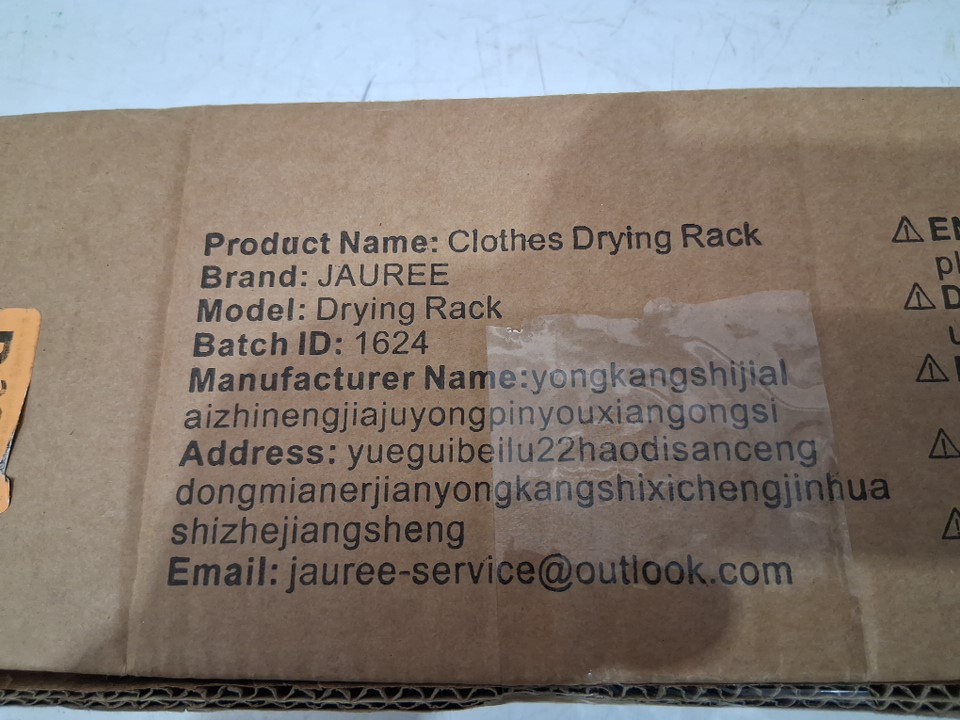 Product Name: Clothes Drying Rack
Brand: JAUREE
Model: Drying Rack
Batch ID: 1624
Manufacturer Name:yongkangshijial
aizhinengjiajuyongpinyouxiangongsi
Address: yueguibeilu22haodisanceng
dongmianerjianyongkangshixichengjinhua
shizhejiangsheng
Email: jauree-service@outlook.com